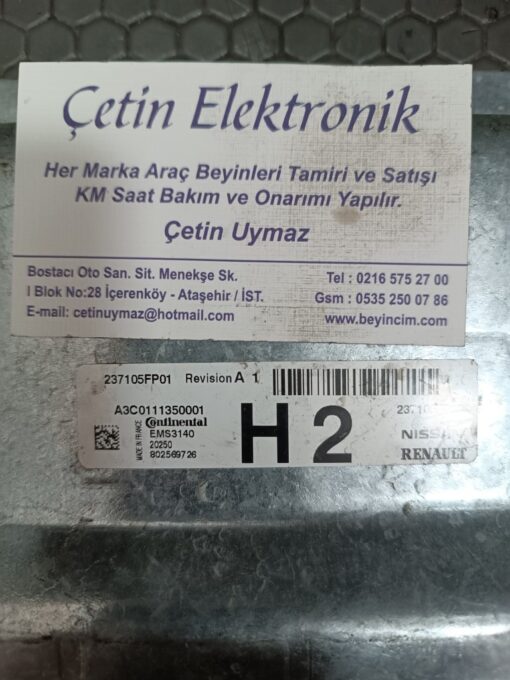 Çetin Elektronik
Her Marka Araç Beyinleri Tamiri ve Satışı
KM Saat Bakım ve Onarımı Yapılır.
Çetin Uymaz
Bostacı Oto San. Sit. Menekşe Sk.
I Blok No:28 İçerenköy - Ataşehir / İST.
E-mail: cetinuymaz@hotmail.com
Tel : 0216 575 27 00
Gsm : 0535 250 07 86
www.beyincim.com
237105FP01 Revision A 1
A3C0111350001
MADE IN FRANCE
Continental
EMS3140
20250
802569726
H2
RENAULT